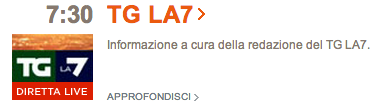 7:30 TG LA7 >
Informazione a cura della redazione del TG LA7.
TG LA7
DIRETTA LIVE
APPROFONDISCI >